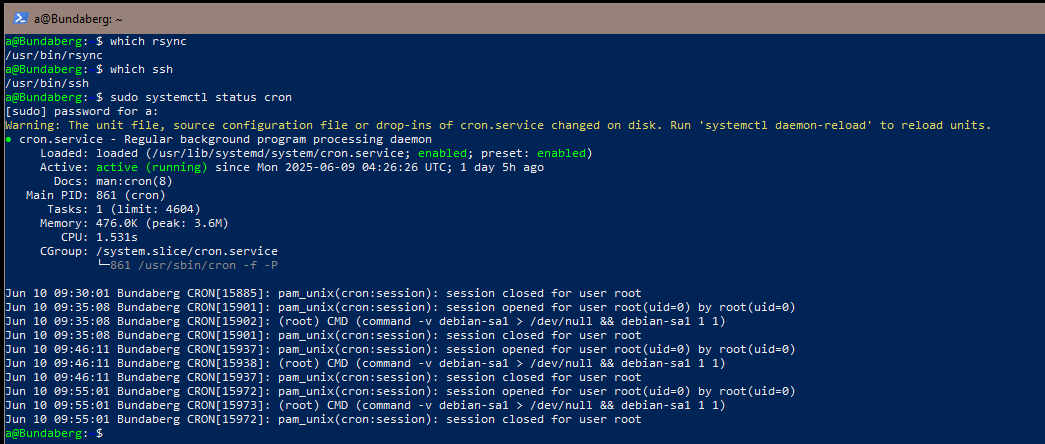 a@Bundaberg: ~
a@Bundaberg: $ which rsync
/usr/bin/rsync
a@Bundaberg: $ which ssh
/usr/bin/ssh
a@Bundaberg: $ sudo systemctl status cron
[sudo] password for a:
Warning: The unit file, source configuration file or drop-ins of cron.service changed on disk. Run 'systemctl daemon-reload' to reload units.
● cron.service - Regular background program processing daemon
     Loaded: loaded (/usr/lib/systemd/system/cron.service; enabled; preset: enabled)
     Active: active (running) since Mon 2025-06-09 04:26:26 UTC; 1 day 5h ago
       Docs: man:cron(8)
   Main PID: 861 (cron)
      Tasks: 1 (limit: 4604)
     Memory: 476.0K (peak: 3.6M)
        CPU: 1.531s
     CGroup: /system.slice/cron.service
             └─861 /usr/sbin/cron -f -P
Jun 10 09:30:01 Bundaberg CRON[15885]: pam_unix(cron:session): session closed for user root
Jun 10 09:35:08 Bundaberg CRON[15901]: pam_unix(cron:session): session opened for user root(uid=0) by root(uid=0)
Jun 10 09:35:08 Bundaberg CRON[15902]: (root) CMD (command -v debian-sa1 > /dev/null && debian-sa1 1 1)
Jun 10 09:35:08 Bundaberg CRON[15901]: pam_unix(cron:session): session closed for user root
Jun 10 09:46:11 Bundaberg CRON[15937]: pam_unix(cron:session): session opened for user root(uid=0) by root(uid=0)
Jun 10 09:46:11 Bundaberg CRON[15938]: (root) CMD (command -v debian-sa1 > /dev/null && debian-sa1 1 1)
Jun 10 09:46:11 Bundaberg CRON[15937]: pam_unix(cron:session): session closed for user root
Jun 10 09:55:01 Bundaberg CRON[15972]: pam_unix(cron:session): session opened for user root(uid=0) by root(uid=0)
Jun 10 09:55:01 Bundaberg CRON[15973]: (root) CMD (command -v debian-sa1 > /dev/null && debian-sa1 1 1)
Jun 10 09:55:01 Bundaberg CRON[15972]: pam_unix(cron:session): session closed for user root
a@Bundaberg: $